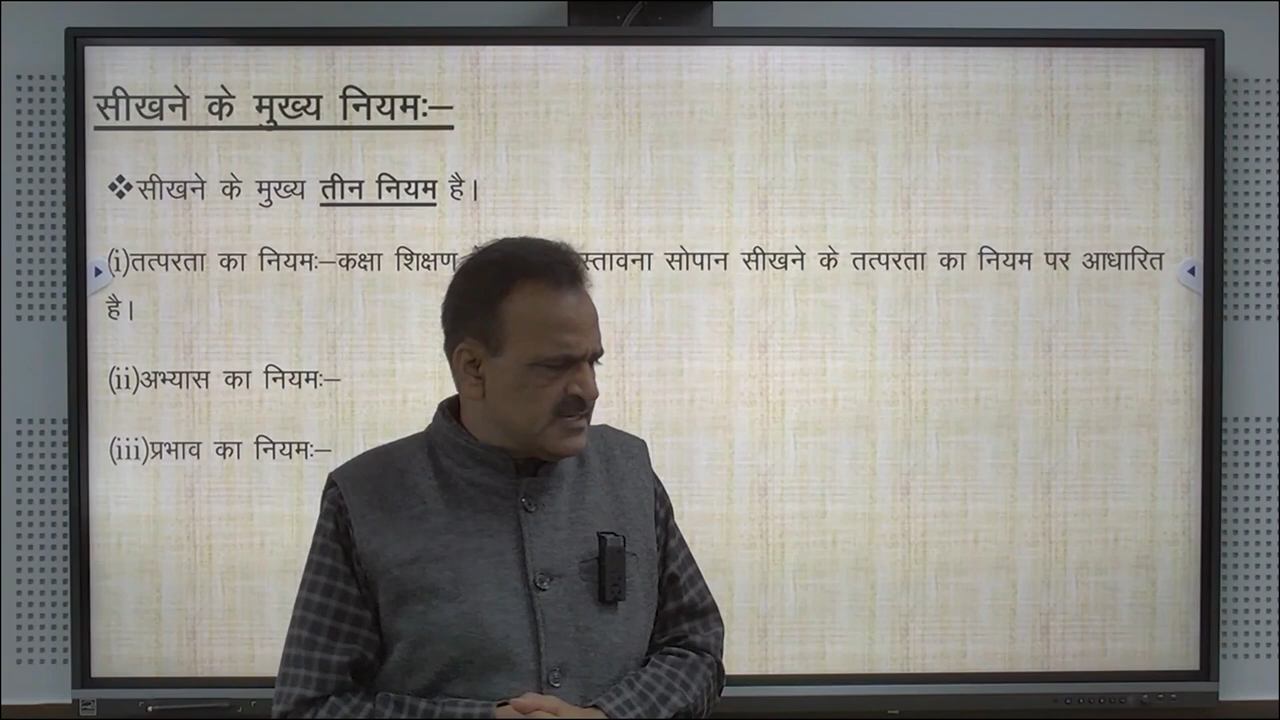 सीखने के मुख्य नियमः–
❖सीखने के मुख्य तीन नियम है।
(i)तत्परता का नियमः–कक्षा शिक्षण स्तावना सोपान सीखने के तत्परता का नियम पर आधारित
है।
(ii)अभ्यास का नियमः–
(iii)प्रभाव का नियमः–